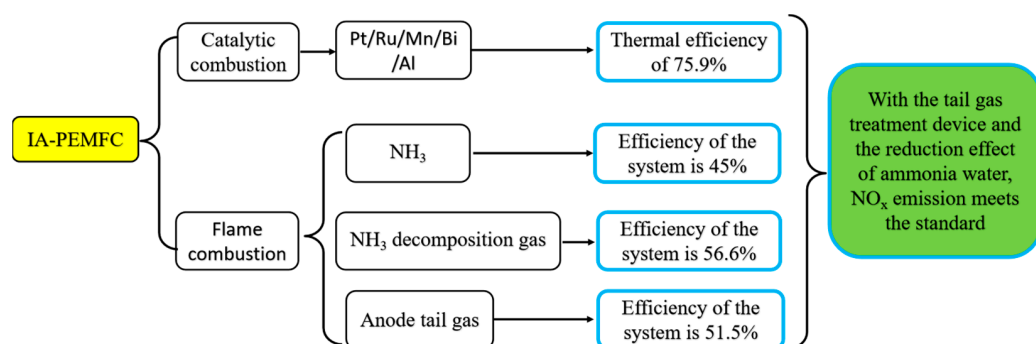 IA-PEMFC
Catalytic
combustion
Pt/Ru/Mn/Bi
/Al
Thermal efficiency
of 75.9%
Flame
combustion
NH₃
Efficiency of the
system is 45%
NH₃ decomposition gas
Efficiency of the
system is 56.6%
Anode tail gas
Efficiency of the
system is 51.5%
With the tail gas
treatment device and
the reduction effect
of ammonia water,
NOₓ emission meets
the standard